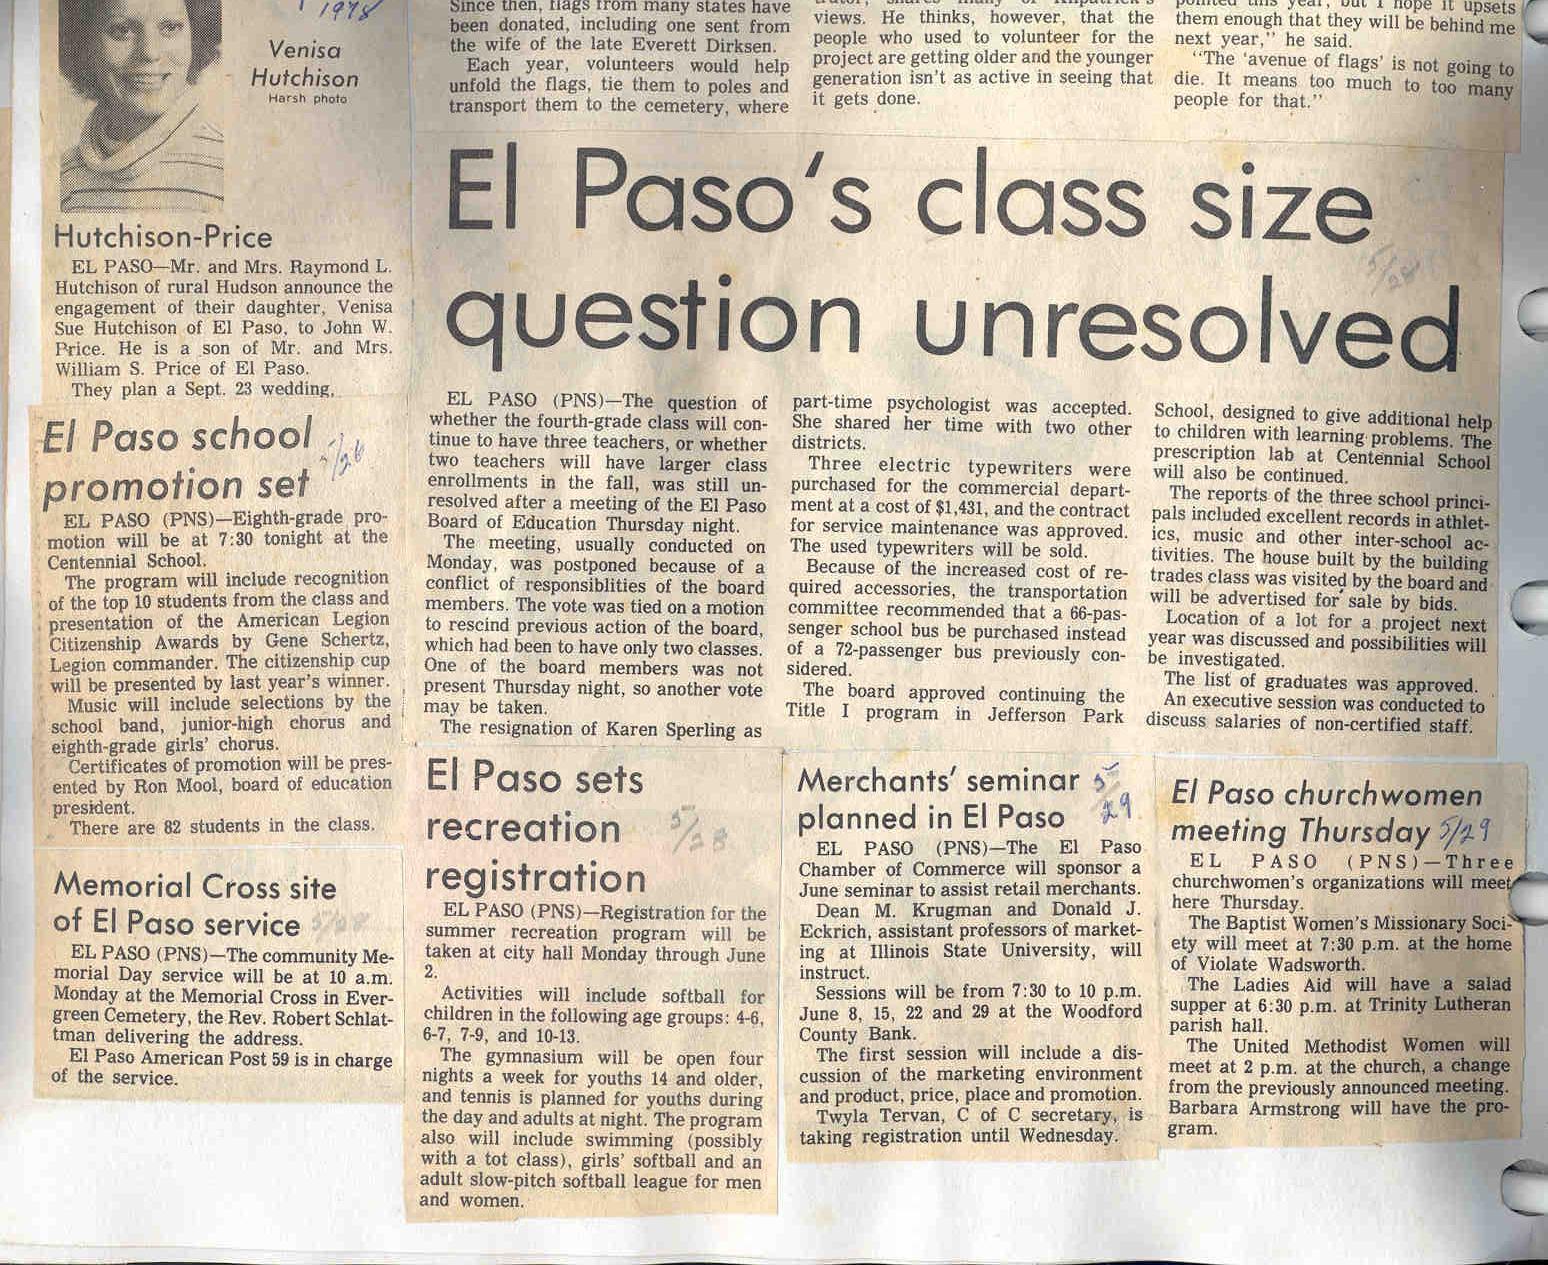 1978
Venisa
Hutchison
Harsh photo
Hutchison-Price
EL PASO—Mr. and Mrs. Raymond L.
Hutchison of rural Hudson announce the
engagement of their daughter, Venisa
Sue Hutchison of El Paso, to John W.
Price. He is a son of Mr. and Mrs.
William S. Price of El Paso.
They plan a Sept. 23 wedding.
Since then, flags from many states have
been donated, including one sent from
the wife of the late Everett Dirksen.
Each year, volunteers would help
unfold the flags, tie them to poles and
transport them to the cemetery, where
views. He thinks, however, that the
people who used to volunteer for the
project are getting older and the younger
generation isn't as active in seeing that
it gets done.
this year, but I hope it upsets
them enough that they will be behind me
next year," he said.
"The 'avenue of flags' is not going to
die. It means too much to too many
people for that."
El Paso's class size
question unresolved
5/28
EL PASO (PNS)—The question of
whether the fourth-grade class will con-
tinue to have three teachers, or whether
two teachers will have larger class
enrollments in the fall, was still un-
resolved after a meeting of the El Paso
Board of Education Thursday night.
The meeting, usually conducted on
Monday, was postponed because of a
conflict of responsiblities of the board
members. The vote was tied on a motion
to rescind previous action of the board,
which had been to have only two classes.
One of the board members was not
present Thursday night, so another vote
may be taken.
The resignation of Karen Sperling as
part-time psychologist was accepted.
She shared her time with two other
districts.
Three electric typewriters were
purchased for the commercial depart-
ment at a cost of $1,431, and the contract
for service maintenance was approved.
The used typewriters will be sold.
Because of the increased cost of re-
quired accessories, the transportation
committee recommended that a 66-pas-
senger school bus be purchased instead
of a 72-passenger bus previously con-
sidered.
The board approved continuing the
Title I program in Jefferson Park
School, designed to give additional help
to children with learning problems. The
prescription lab at Centennial School
will also be continued.
The reports of the three school princi-
pals included excellent records in athlet-
ics, music and other inter-school ac-
tivities. The house built by the building
trades class was visited by the board and
will be advertised for sale by bids.
Location of a lot for a project next
year was discussed and possibilities will
be investigated.
The list of graduates was approved.
An executive session was conducted to
discuss salaries of non-certified staff.
El Paso school
promotion set
5/28
EL PASO (PNS)—Eighth-grade pro-
motion will be at 7:30 tonight at the
Centennial School.
The program will include recognition
of the top 10 students from the class and
presentation of the American Legion
Citizenship Awards by Gene Schertz,
Legion commander. The citizenship cup
will be presented by last year's winner.
Music will include selections by the
school band, junior-high chorus and
eighth-grade girls' chorus.
Certificates of promotion will be pres-
ented by Ron Mool, board of education
president.
There are 82 students in the class.
Memorial Cross site
of El Paso service
5/28
EL PASO (PNS)—The community Me-
morial Day service will be at 10 a.m.
Monday at the Memorial Cross in Ever-
green Cemetery, the Rev. Robert Schlat-
tman delivering the address.
El Paso American Post 59 is in charge
of the service.
El Paso sets
recreation
registration
5/28
EL PASO (PNS)—Registration for the
summer recreation program will be
taken at city hall Monday through June
2.
Activities will include softball for
children in the following age groups: 4-6,
6-7, 7-9, and 10-13.
The gymnasium will be open four
nights a week for youths 14 and older,
and tennis is planned for youths during
the day and adults at night. The program
also will include swimming (possibly
with a tot class), girls' softball and an
adult slow-pitch softball league for men
and women.
Merchants' seminar
planned in El Paso
5/29
EL PASO (PNS)—The El Paso
Chamber of Commerce will sponsor a
June seminar to assist retail merchants.
Dean M. Krugman and Donald J.
Eckrich, assistant professors of market-
ing at Illinois State University, will
instruct.
Sessions will be from 7:30 to 10 p.m.
June 8, 15, 22 and 29 at the Woodford
County Bank.
The first session will include a dis-
cussion of the marketing environment
and product, price, place and promotion.
Twyla Tervan, C of C secretary, is
taking registration until Wednesday.
El Paso churchwomen
meeting Thursday 5/29
EL PASO (PNS)—Three
churchwomen's organizations will meet
here Thursday.
The Baptist Women's Missionary Soci-
ety will meet at 7:30 p.m. at the home
of Violate Wadsworth.
The Ladies Aid will have a salad
supper at 6:30 p.m. at Trinity Lutheran
parish hall.
The United Methodist Women will
meet at 2 p.m. at the church, a change
from the previously announced meeting.
Barbara Armstrong will have the pro-
gram.